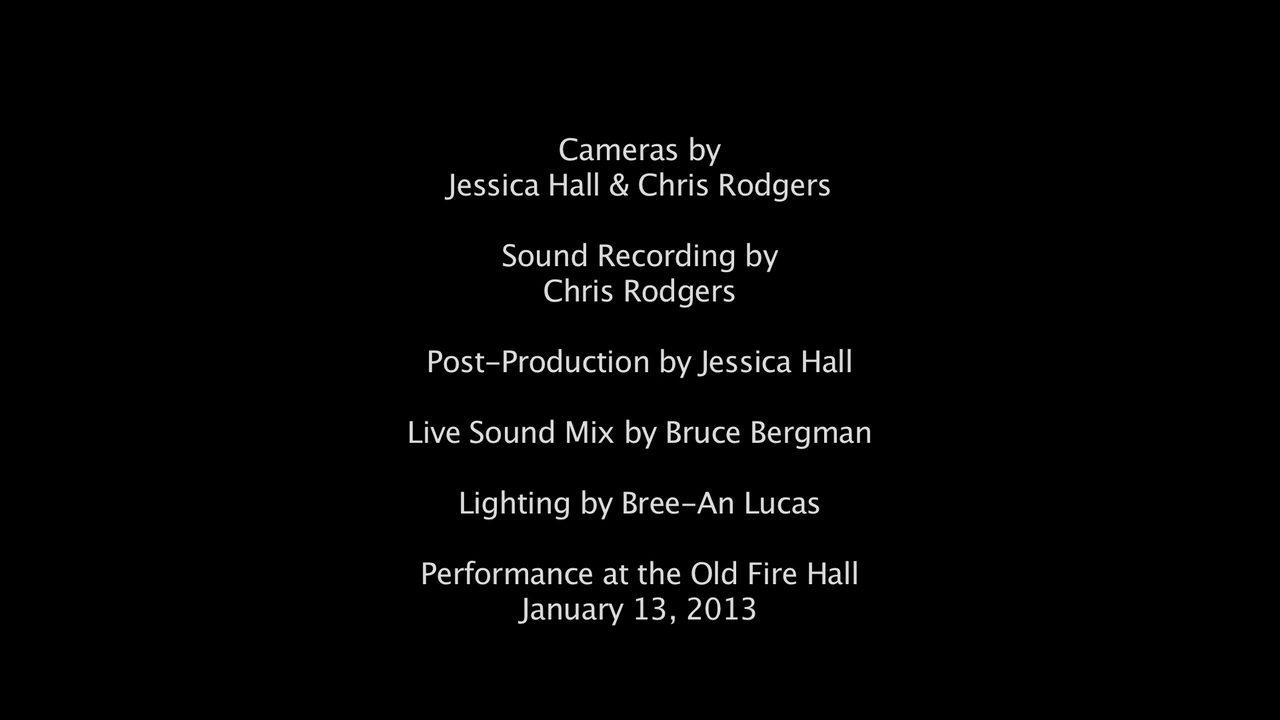 Cameras by
Jessica Hall & Chris Rodgers
Sound Recording by
Chris Rodgers
Post-Production by Jessica Hall
Live Sound Mix by Bruce Bergman
Lighting by Bree-An Lucas
Performance at the Old Fire Hall
January 13, 2013